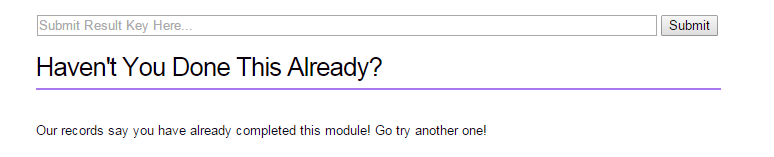 Submit Result Key Here... Submit
Haven't You Done This Already?
Our records say you have already completed this module! Go try another one!